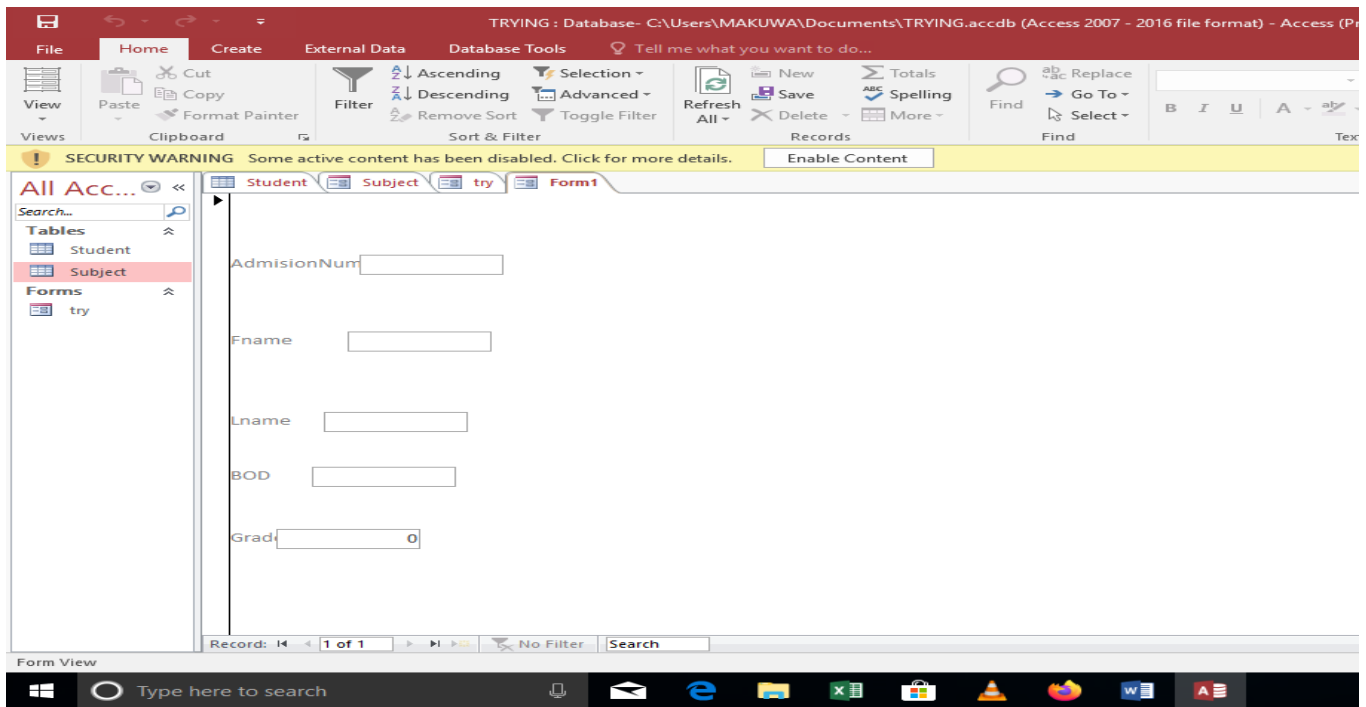 TRYING : Database- C:\Users\MAKUWA\Documents\TRYING.accdb (Access 2007 - 2016 file format) - Access (Pr
File Home Create External Data Database Tools Tell me what you want to do...
Cut
Copy
Format Painter
View
Paste
Filter
Ascending
Descending
Remove Sort
Selection
Advanced
Toggle Filter
Refresh
All
New
Save
Delete
Totals
Spelling
More
Find
Replace
Go To
Select
B I U A
Views Clipboard Sort & Filter Records Find Tex
SECURITY WARNING Some active content has been disabled. Click for more details. Enable Content
All Acc...
Search...
Tables
Student
Subject
Forms
try
Student Subject try Form1
AdmisionNum
Fname
Lname
BOD
Grade 0
Record: 1 of 1 No Filter Search
Form View
Type here to search